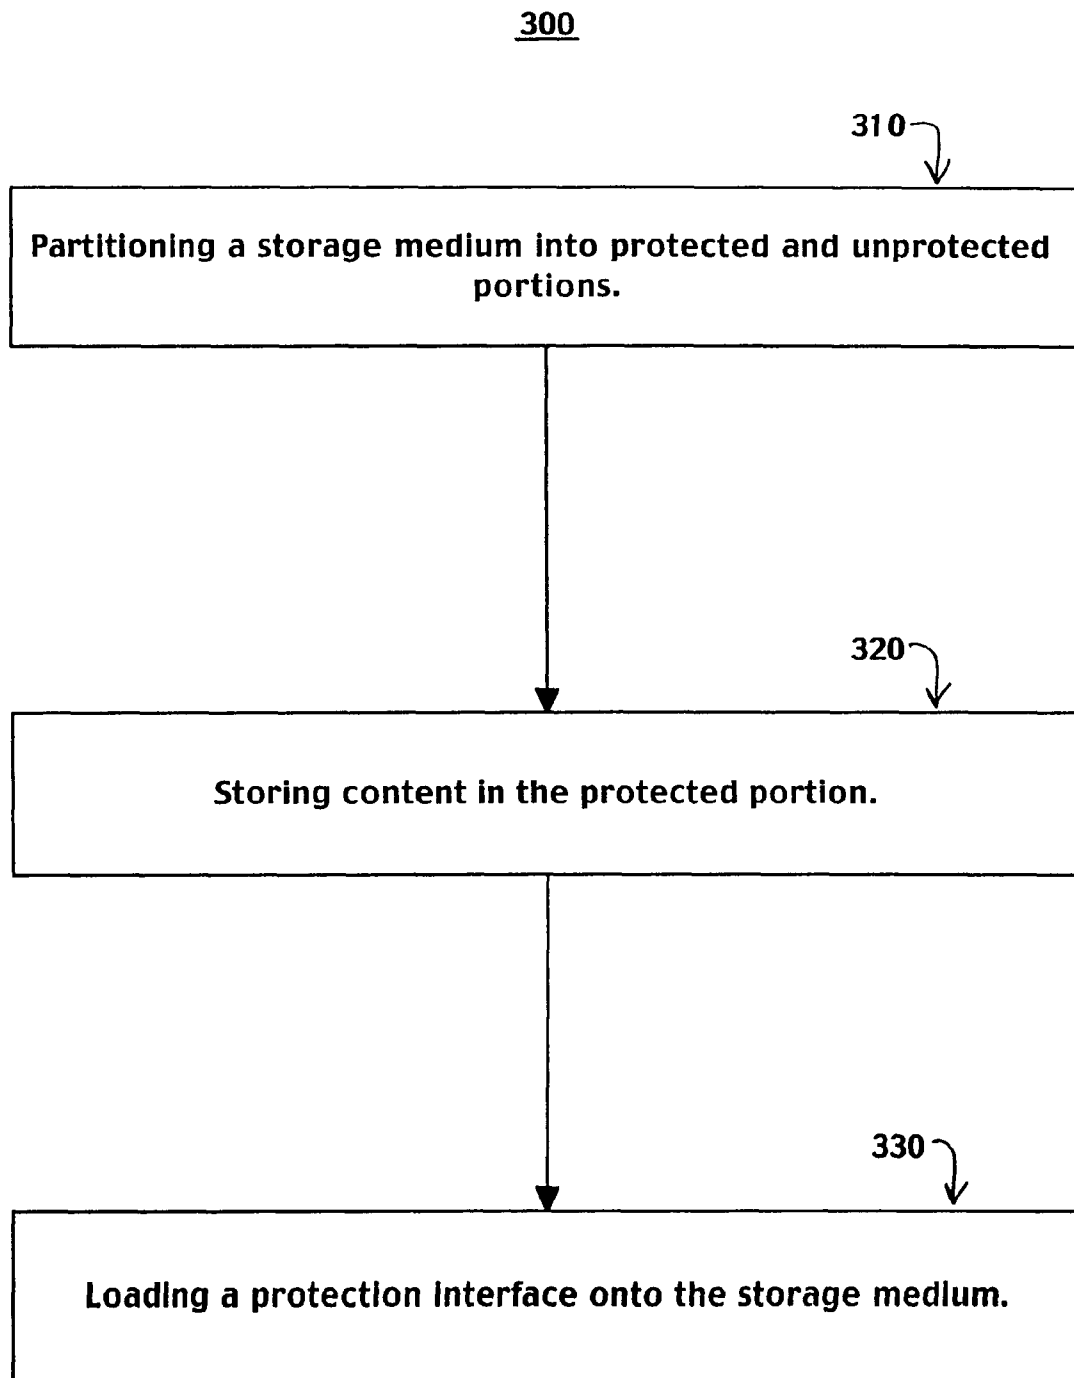 300
310
Partitioning a storage medium into protected and unprotected
portions.
320
Storing content in the protected portion.
330
Loading a protection interface onto the storage medium.